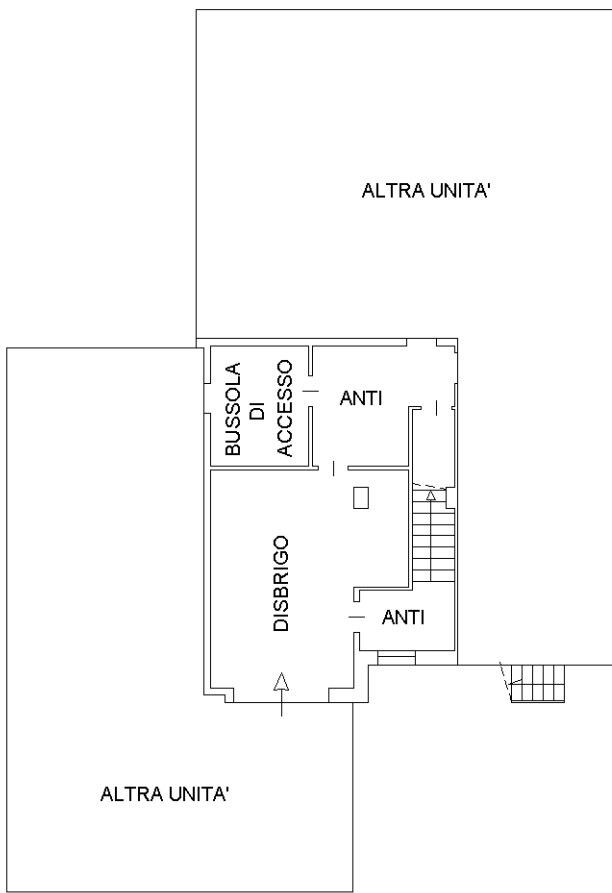 ALTRA UNITA'
BUSSOLA
DI
ACCESSO
ANTI
DISBRIGO
ANTI
ALTRA UNITA'